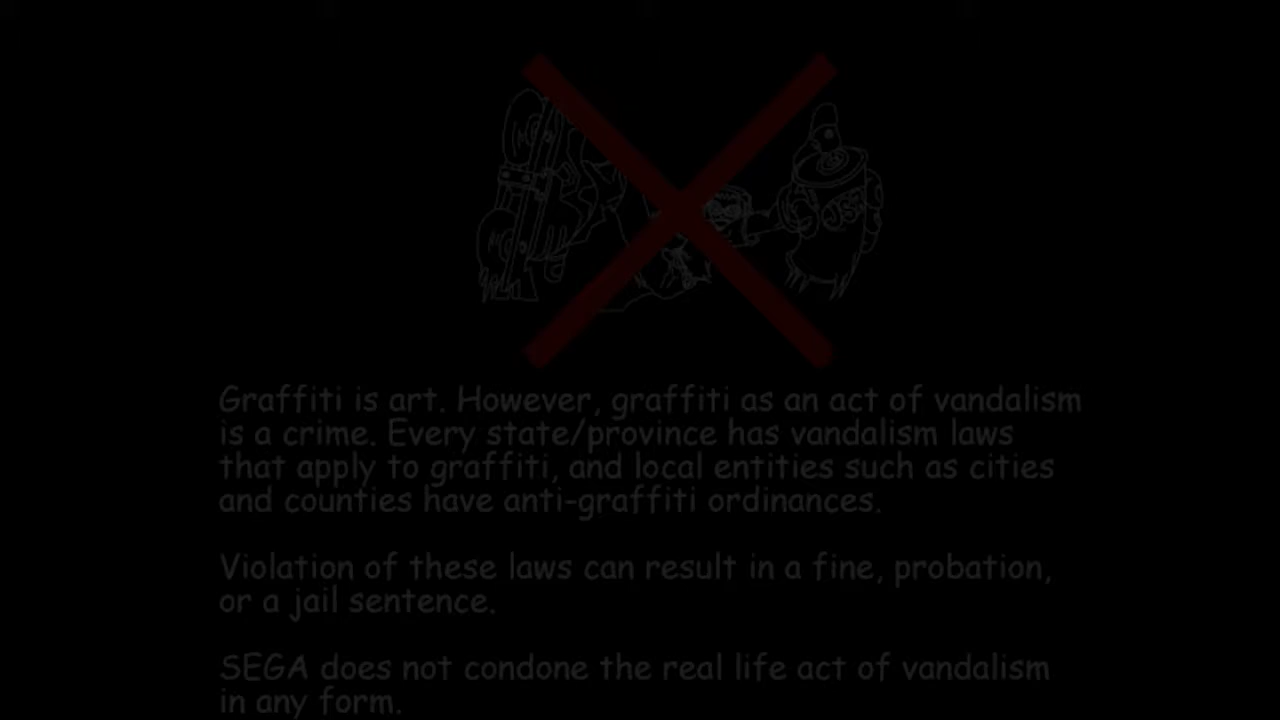 JSR
Graffiti is art. However, graffiti as an act of vandalism
is a crime. Every state/province has vandalism laws
that apply to graffiti, and local entities such as cities
and counties have anti-graffiti ordinances.
Violation of these laws can result in a fine, probation,
or a jail sentence.
SEGA does not condone the real life act of vandalism
in any form.